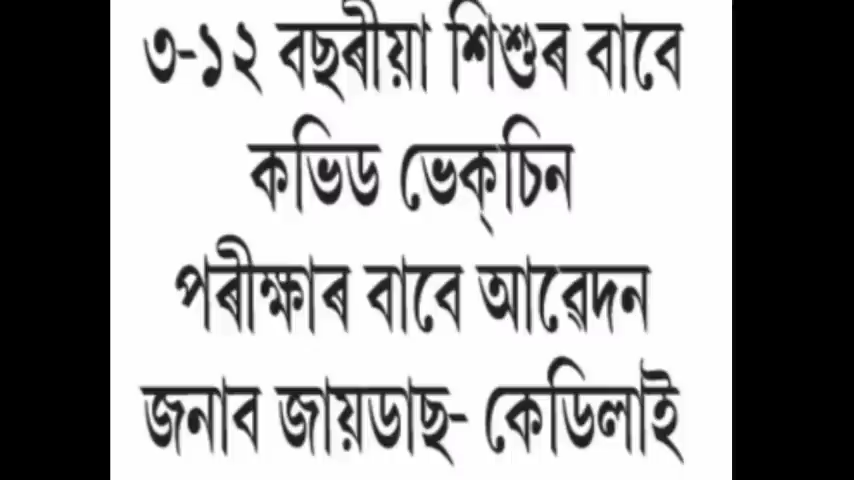 ৩-১২ বছৰীয়া শিশুৰ বাবে
কভিড ভেক্‌চিন
পৰীক্ষাৰ বাবে আৱেদন
জনাব জায়ডাছ- কেডিলাই